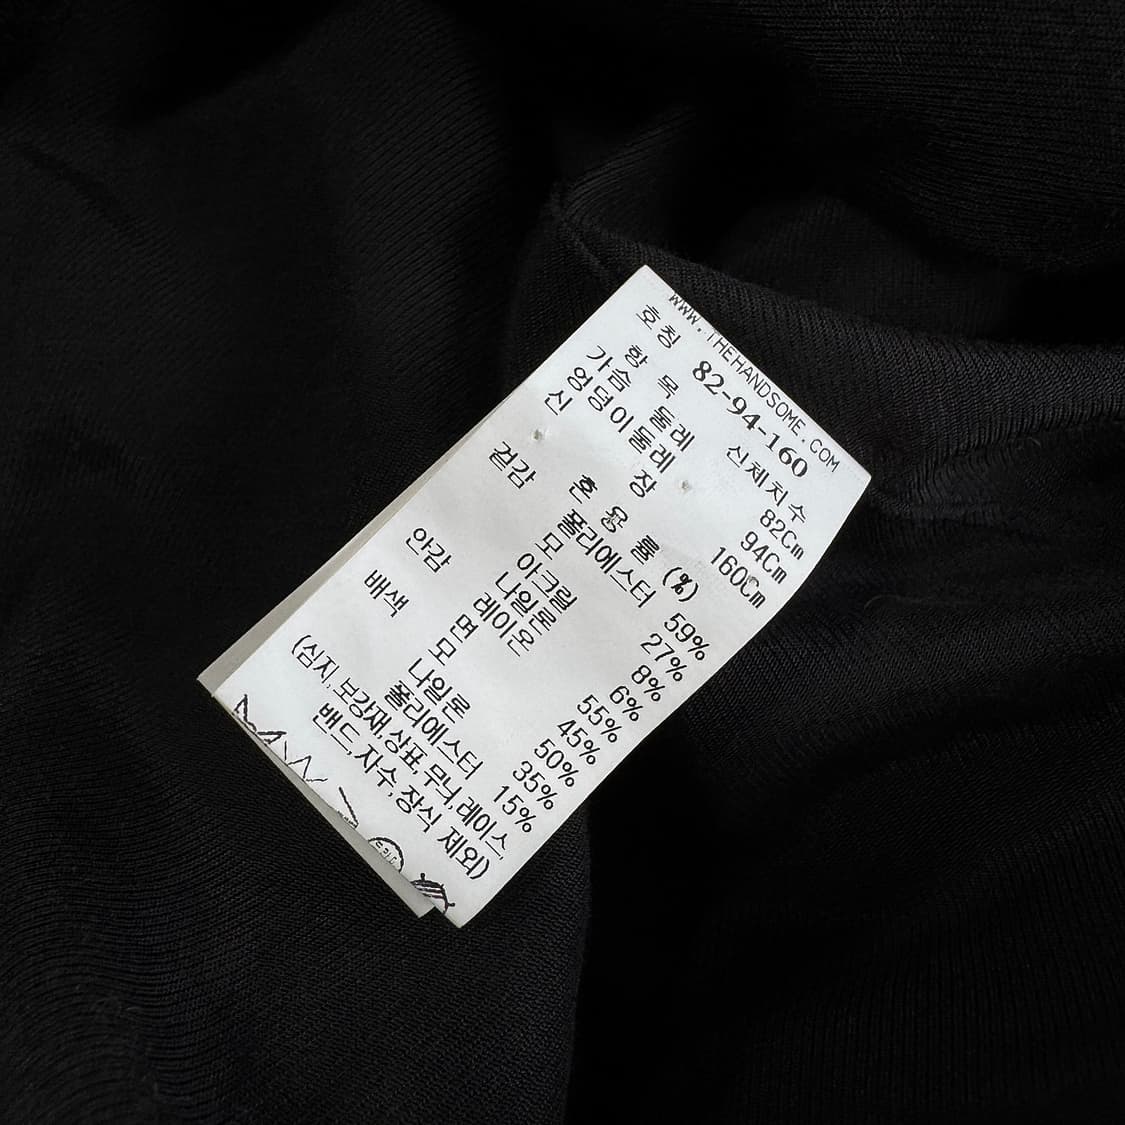 WWW.THEHANDSOME.COM
호칭 82-94-160
항 목 신체치수
가슴 둘레 82Cm
엉덩이둘레 94Cm
신 장 160Cm
혼 용 률 (%)
겉감 폴리에스터 59%
모 27%
아크릴 8%
나일론 6%
안감 레이온 55%
면 45%
배색 모 50%
나일론 35%
폴리에스터 15%
(심지,보강재,상표,무늬,레이스,
밴드,자수,장식 제외)